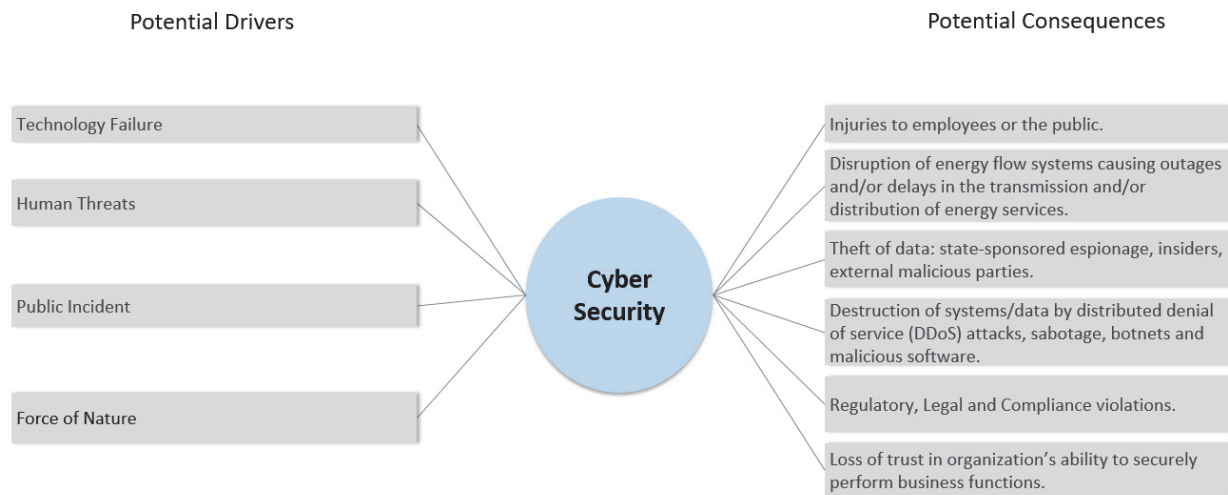 Potential Drivers
Potential Consequences
Technology Failure
Human Threats
Public Incident
Force of Nature
Cyber
Security
Injuries to employees or the public.
Disruption of energy flow systems causing outages
and/or delays in the transmission and/or
distribution of energy services.
Theft of data: state-sponsored espionage, insiders,
external malicious parties.
Destruction of systems/data by distributed denial
of service (DDoS) attacks, sabotage, botnets and
malicious software.
Regulatory, Legal and Compliance violations.
Loss of trust in organization’s ability to securely
perform business functions.